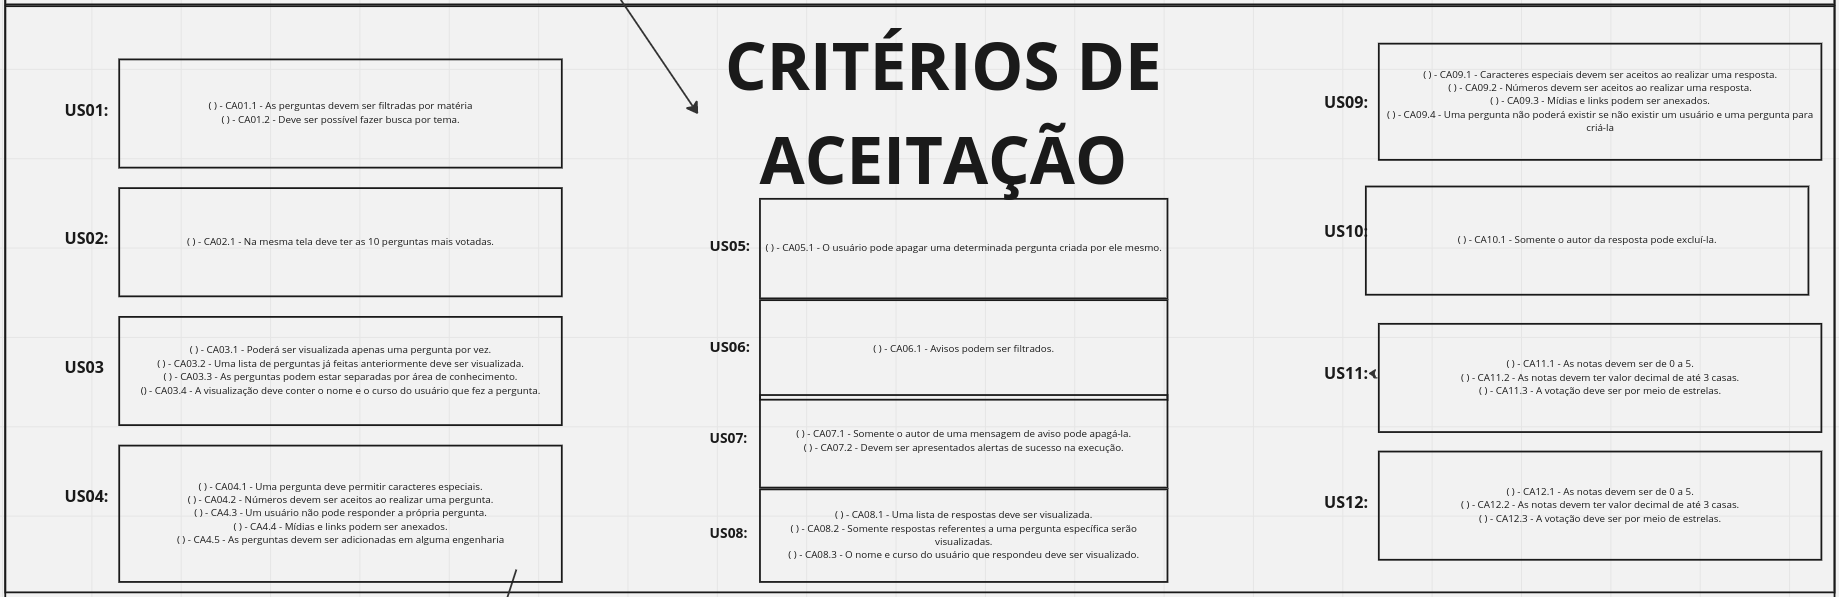 CRITÉRIOS DE
ACEITAÇÃO
US01:
( ) - CA01.1 - As perguntas devem ser filtradas por matéria
( ) - CA01.2 - Deve ser possível fazer busca por tema.
US02:
( ) - CA02.1 - Na mesma tela deve ter as 10 perguntas mais votadas.
US03
( ) - CA03.1 - Poderá ser visualizada apenas uma pergunta por vez.
( ) - CA03.2 - Uma lista de perguntas já feitas anteriormente deve ser visualizada.
( ) - CA03.3 - As perguntas podem estar separadas por área de conhecimento.
() - CA03.4 - A visualização deve conter o nome e o curso do usuário que fez a pergunta.
US04:
( ) - CA04.1 - Uma pergunta deve permitir caracteres especiais.
( ) - CA04.2 - Números devem ser aceitos ao realizar uma pergunta.
( ) - CA4.3 - Um usuário não pode responder a própria pergunta.
( ) - CA4.4 - Mídias e links podem ser anexados.
( ) - CA4.5 - As perguntas devem ser adicionadas em alguma engenharia
US05:
( ) - CA05.1 - O usuário pode apagar uma determinada pergunta criada por ele mesmo.
US06:
( ) - CA06.1 - Avisos podem ser filtrados.
US07:
( ) - CA07.1 - Somente o autor de uma mensagem de aviso pode apagá-la.
( ) - CA07.2 - Devem ser apresentados alertas de sucesso na execução.
US08:
( ) - CA08.1 - Uma lista de respostas deve ser visualizada.
( ) - CA08.2 - Somente respostas referentes a uma pergunta específica serão
visualizadas.
( ) - CA08.3 - O nome e curso do usuário que respondeu deve ser visualizado.
US09:
( ) - CA09.1 - Caracteres especiais devem ser aceitos ao realizar uma resposta.
( ) - CA09.2 - Números devem ser aceitos ao realizar uma resposta.
( ) - CA09.3 - Mídias e links podem ser anexados.
( ) - CA09.4 - Uma pergunta não poderá existir se não existir um usuário e uma pergunta para
criá-la
US10:
( ) - CA10.1 - Somente o autor da resposta pode excluí-la.
US11:
( ) - CA11.1 - As notas devem ser de 0 a 5.
( ) - CA11.2 - As notas devem ter valor decimal de até 3 casas.
( ) - CA11.3 - A votação deve ser por meio de estrelas.
US12:
( ) - CA12.1 - As notas devem ser de 0 a 5.
( ) - CA12.2 - As notas devem ter valor decimal de até 3 casas.
( ) - CA12.3 - A votação deve ser por meio de estrelas.